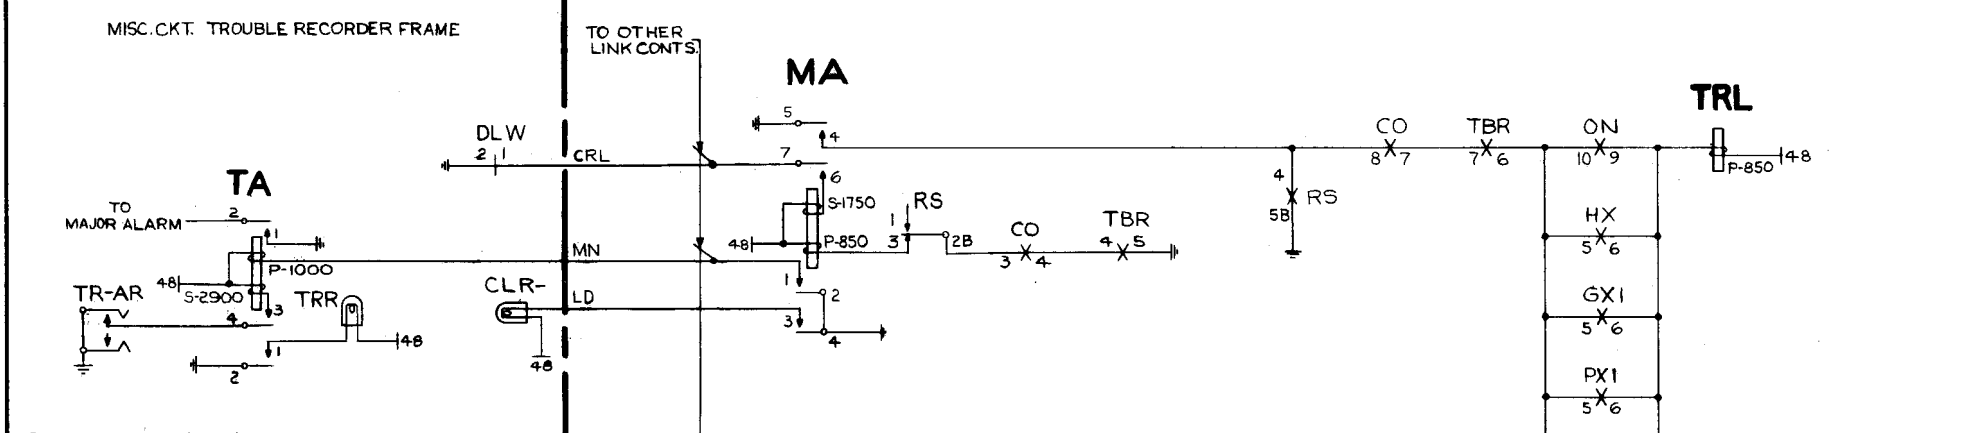 MISC.CKT. TROUBLE RECORDER FRAME
TO OTHER
LINK CONTS.
MA
TRL
5
4
CO
TBR
ON
8 7
7 6
10 9
48
P-850
DLW
2 1
CRL
7
6
4
RS
5B
HX
5 6
TA
TO
MAJOR ALARM
2
1
S-1750
RS
1
3
2B
CO
3 4
TBR
4 5
48
P-850
MN
P-1000
48
S-2900
3
TR-AR
TRR
CLR-
LD
1
2
3
4
GX1
5 6
4
1
48
48
2
PX1
5 6